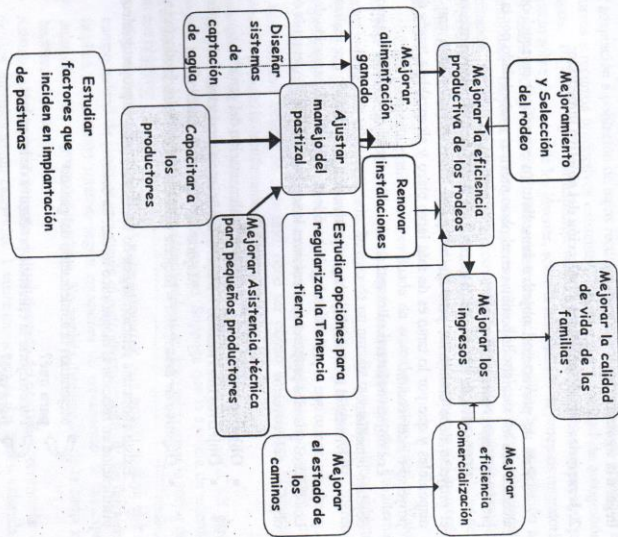 Mejorar la calidad
de vida de las
familias .
Mejorar los
ingresos
Mejoramiento
y Selección
del rodeo
Mejorar la eficiencia
productiva de los rodeos
Mejorar
eficiencia
Comercialización
Mejorar
alimentación
ganado
Renovar
instalaciones
Estudiar opciones para
regularizar la Tenencia
tierra
Mejorar
el estado de
los
caminos
Diseñar
sistemas
de
captación
de agua
Ajustar
manejo del
pastizal
Mejorar Asistencia. técnica
para pequeños productores
Capacitar a
los
productores
Estudiar
factores que
inciden en implantación
de pasturas